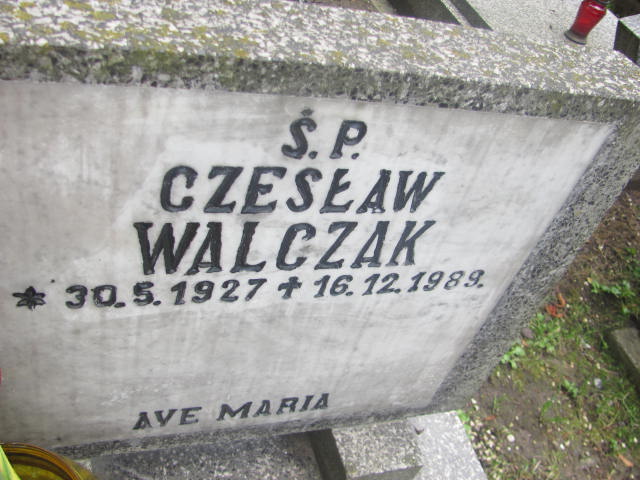 Ś.P.
CZESŁAW
WALCZAK
* 30.5.1927 ✝ 16.12.1989.
AVE MARIA